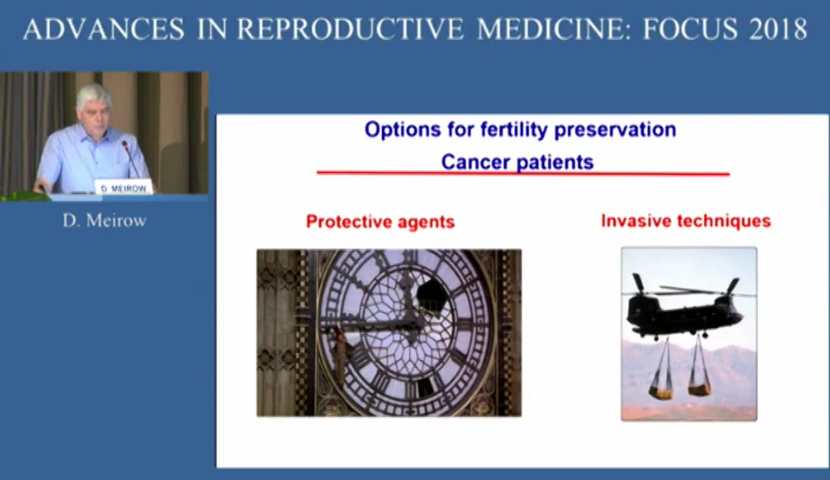 ADVANCES IN REPRODUCTIVE MEDICINE: FOCUS 2018
D. MEIROW
D. Meirow
Options for fertility preservation
Cancer patients
Protective agents
Invasive techniques